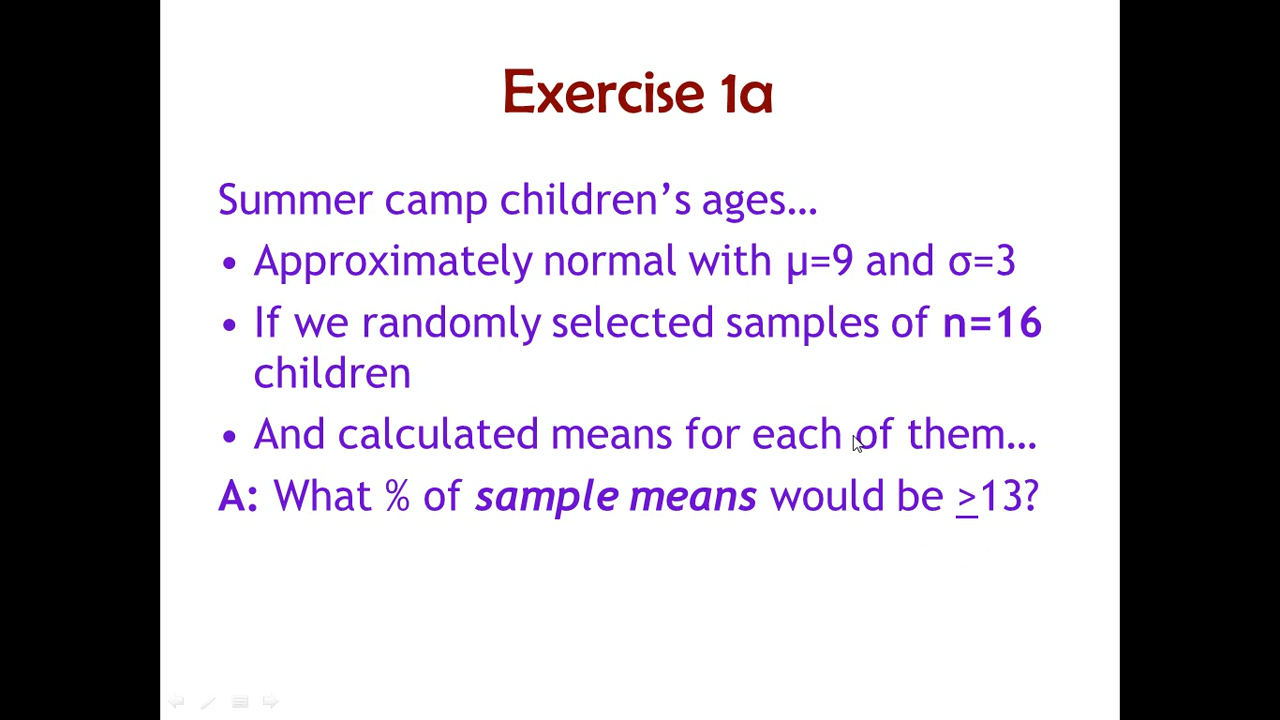 Exercise 1a
Summer camp children’s ages…
• Approximately normal with μ=9 and σ=3
• If we randomly selected samples of n=16
children
• And calculated means for each of them…
A: What % of sample means would be >13?